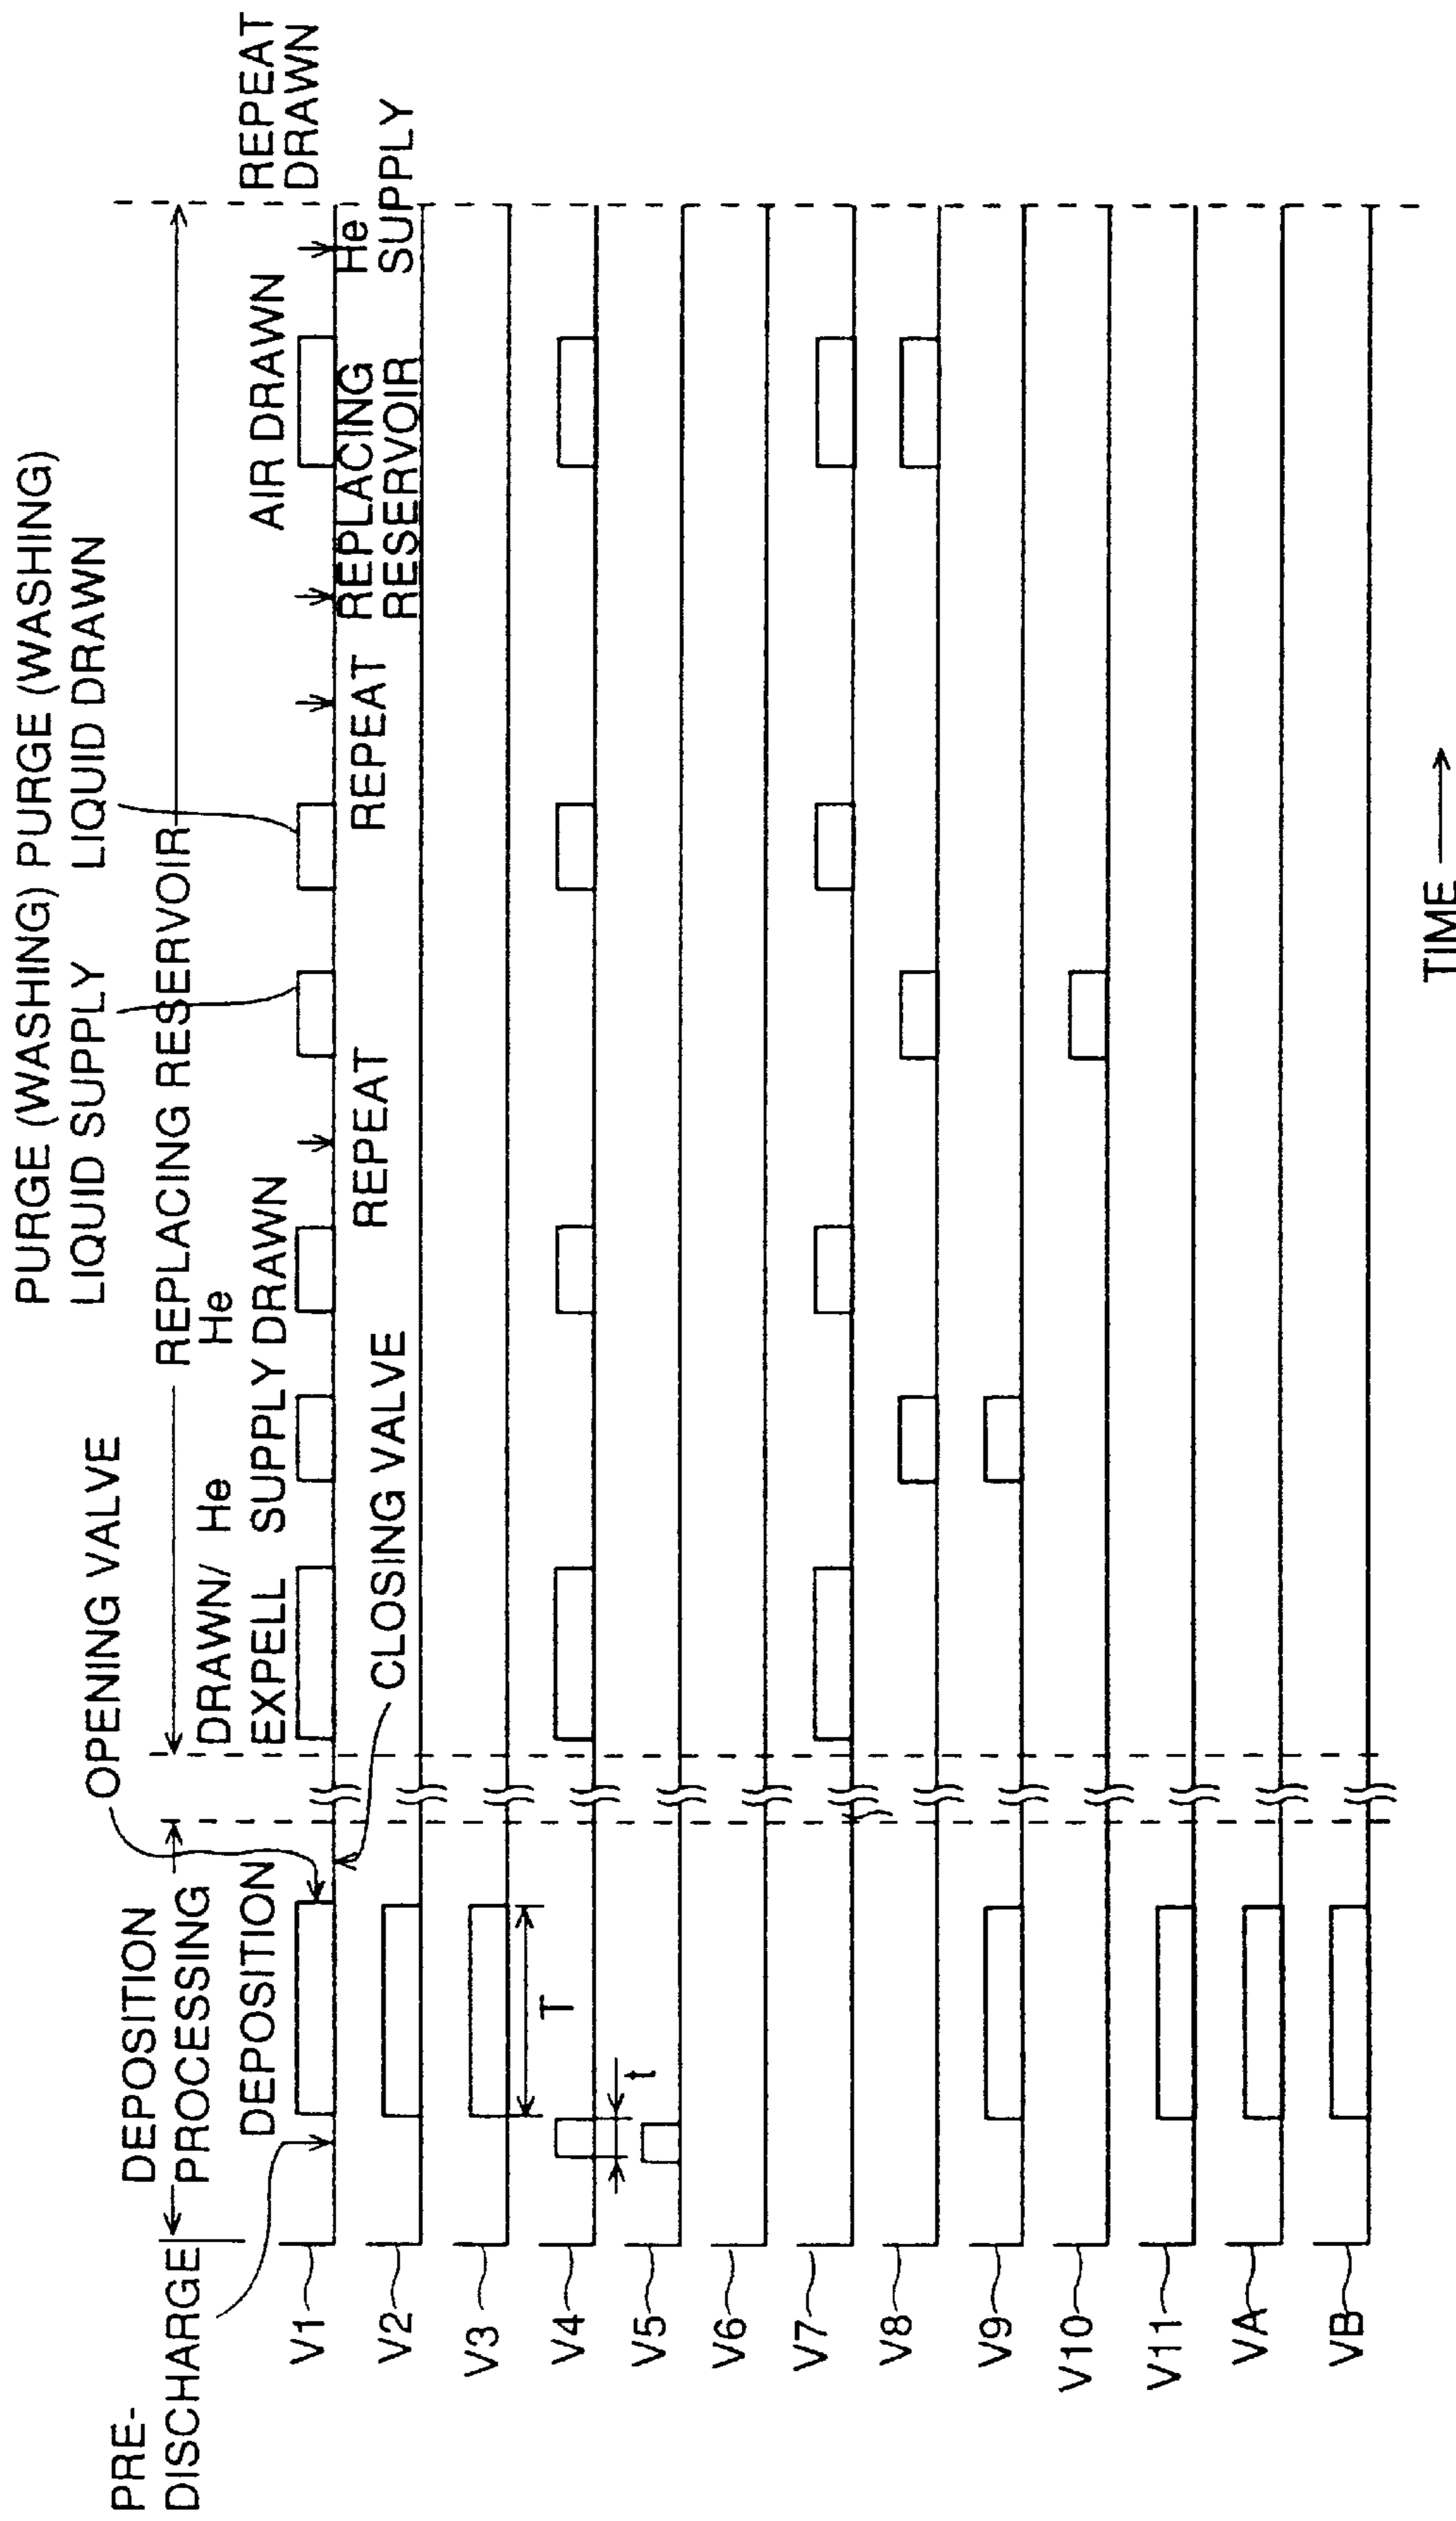 PURGE (WASHING) PURGE (WASHING)
LIQUID SUPPLY LIQUID DRAWN
OPENING VALVE
PRE-
DISCHARGE
DEPOSITION
PROCESSING
REPLACING RESERVOIR
DEPOSITION
DRAWN/
EXPELL
He
SUPPLY
He
DRAWN
AIR DRAWN
REPEAT
DRAWN
CLOSING VALVE
REPEAT
REPEAT
REPLACING
RESERVOIR
He
SUPPLY
V1
V2
V3
T
V4
t
V5
V6
V7
V8
V9
V10
V11
VA
VB
TIME